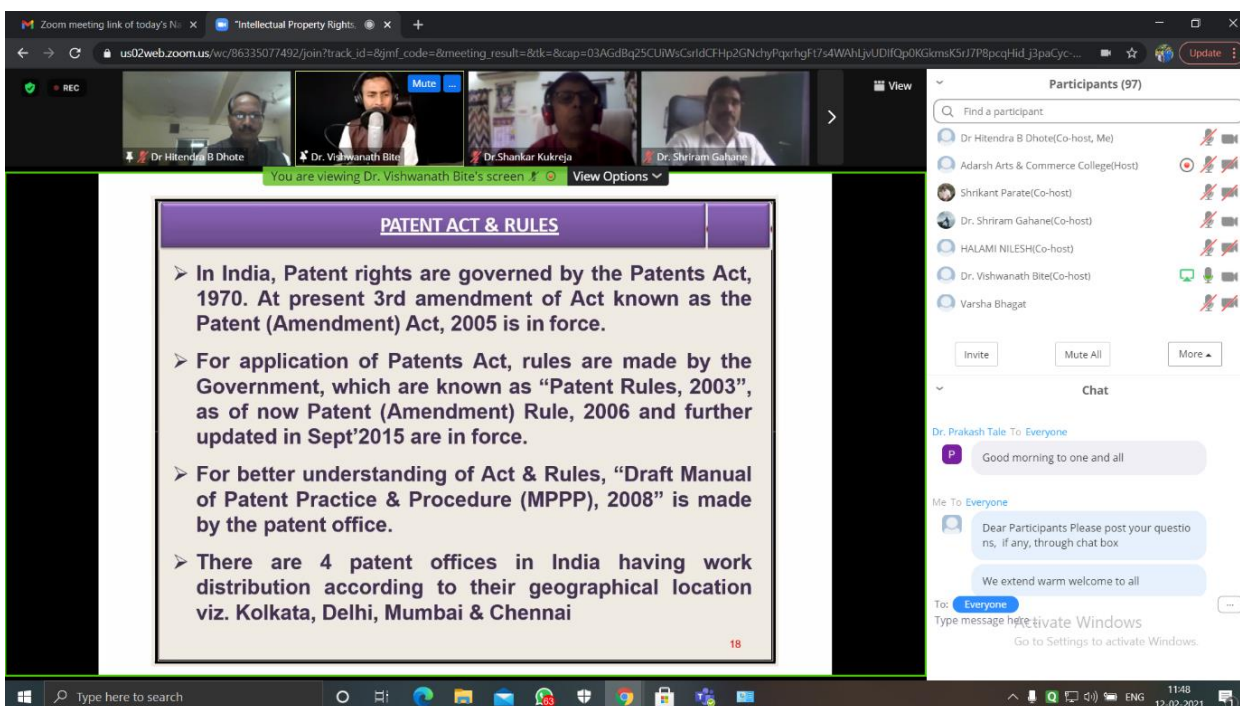 Zoom meeting link of today's Na
"Intellectual Property Rights,
us02web.zoom.us/wc/86335077492/join?track_id=&jmf_code=&meeting_result=&tk=&cap=03AGdBq25CUiWsCsrIdCFHp2GNchyPqxrhgFt7s4WAhLjvUDIfQp0KGkmsK5rJ7P8pcqHid_j3paCyc-...
Update
REC
Mute
...
View
Dr Hitendra B Dhote
Dr. Vishwanath Bite
Dr.Shankar Kukreja
Dr. Shriram Gahane
You are viewing Dr. Vishwanath Bite's screen
View Options
PATENT ACT & RULES
➢ In India, Patent rights are governed by the Patents Act,
1970. At present 3rd amendment of Act known as the
Patent (Amendment) Act, 2005 is in force.
➢ For application of Patents Act, rules are made by the
Government, which are known as “Patent Rules, 2003”,
as of now Patent (Amendment) Rule, 2006 and further
updated in Sept’2015 are in force.
➢ For better understanding of Act & Rules, “Draft Manual
of Patent Practice & Procedure (MPPP), 2008” is made
by the patent office.
➢ There are 4 patent offices in India having work
distribution according to their geographical location
viz. Kolkata, Delhi, Mumbai & Chennai
18
Participants (97)
Find a participant
Dr Hitendra B Dhote(Co-host, Me)
Adarsh Arts & Commerce College(Host)
Shrikant Parate(Co-host)
Dr. Shriram Gahane(Co-host)
HALAMI NILESH(Co-host)
Dr. Vishwanath Bite(Co-host)
Varsha Bhagat
Invite
Mute All
More
Chat
Dr. Prakash Tale To Everyone
P
Good morning to one and all
Me To Everyone
Dear Participants Please post your questio
ns, if any, through chat box
We extend warm welcome to all
To: Everyone
...
Type message here ...
Activate Windows
Go to Settings to activate Windows.
Type here to search
63
Q
ENG
11:48
12-02-2021